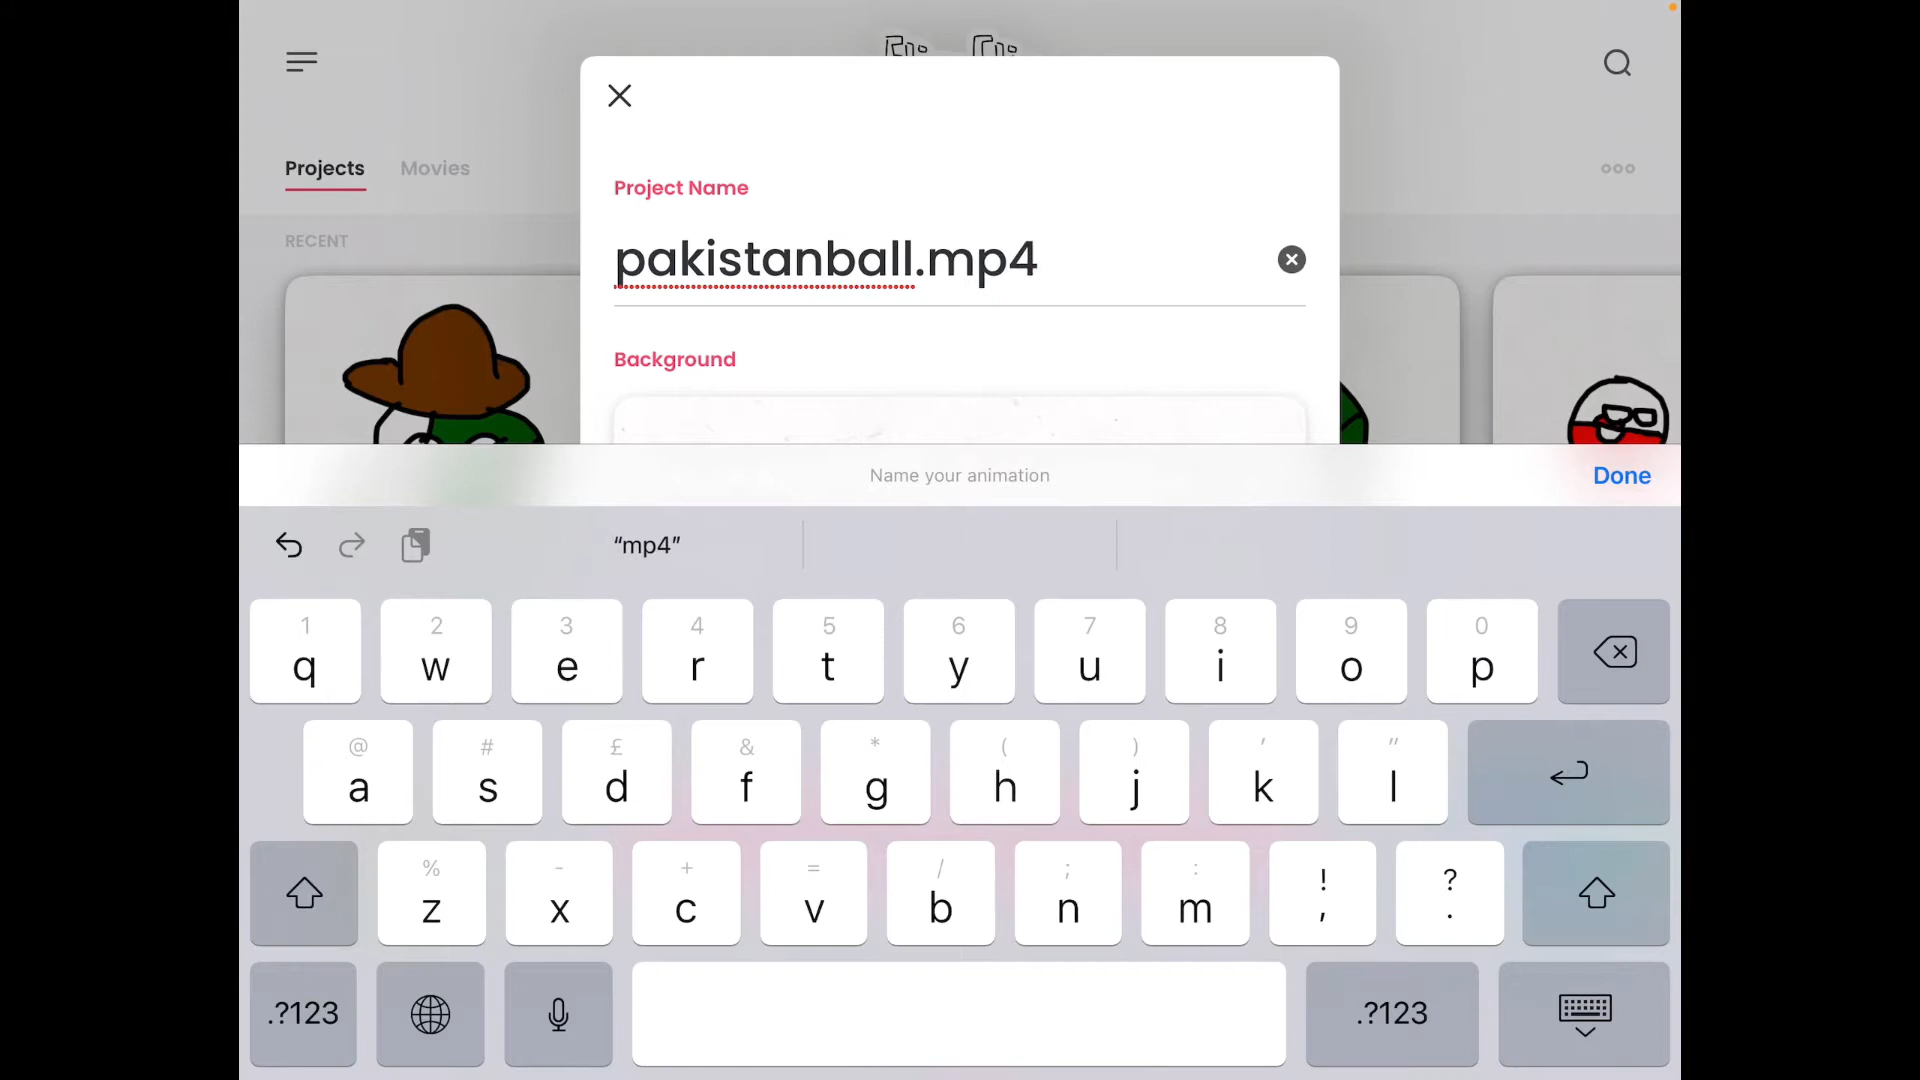 Projects Movies
RECENT
Project Name
pakistanball.mp4
Background
Name your animation
Done
“mp4”
1 2 3 4 5 6 7 8 9 0
q w e r t y u i o p
@ # £ & * ( ) ' "
a s d f g h j k l
% - + = / ; : ! ?
z x c v b n m , .
.?123 .?123